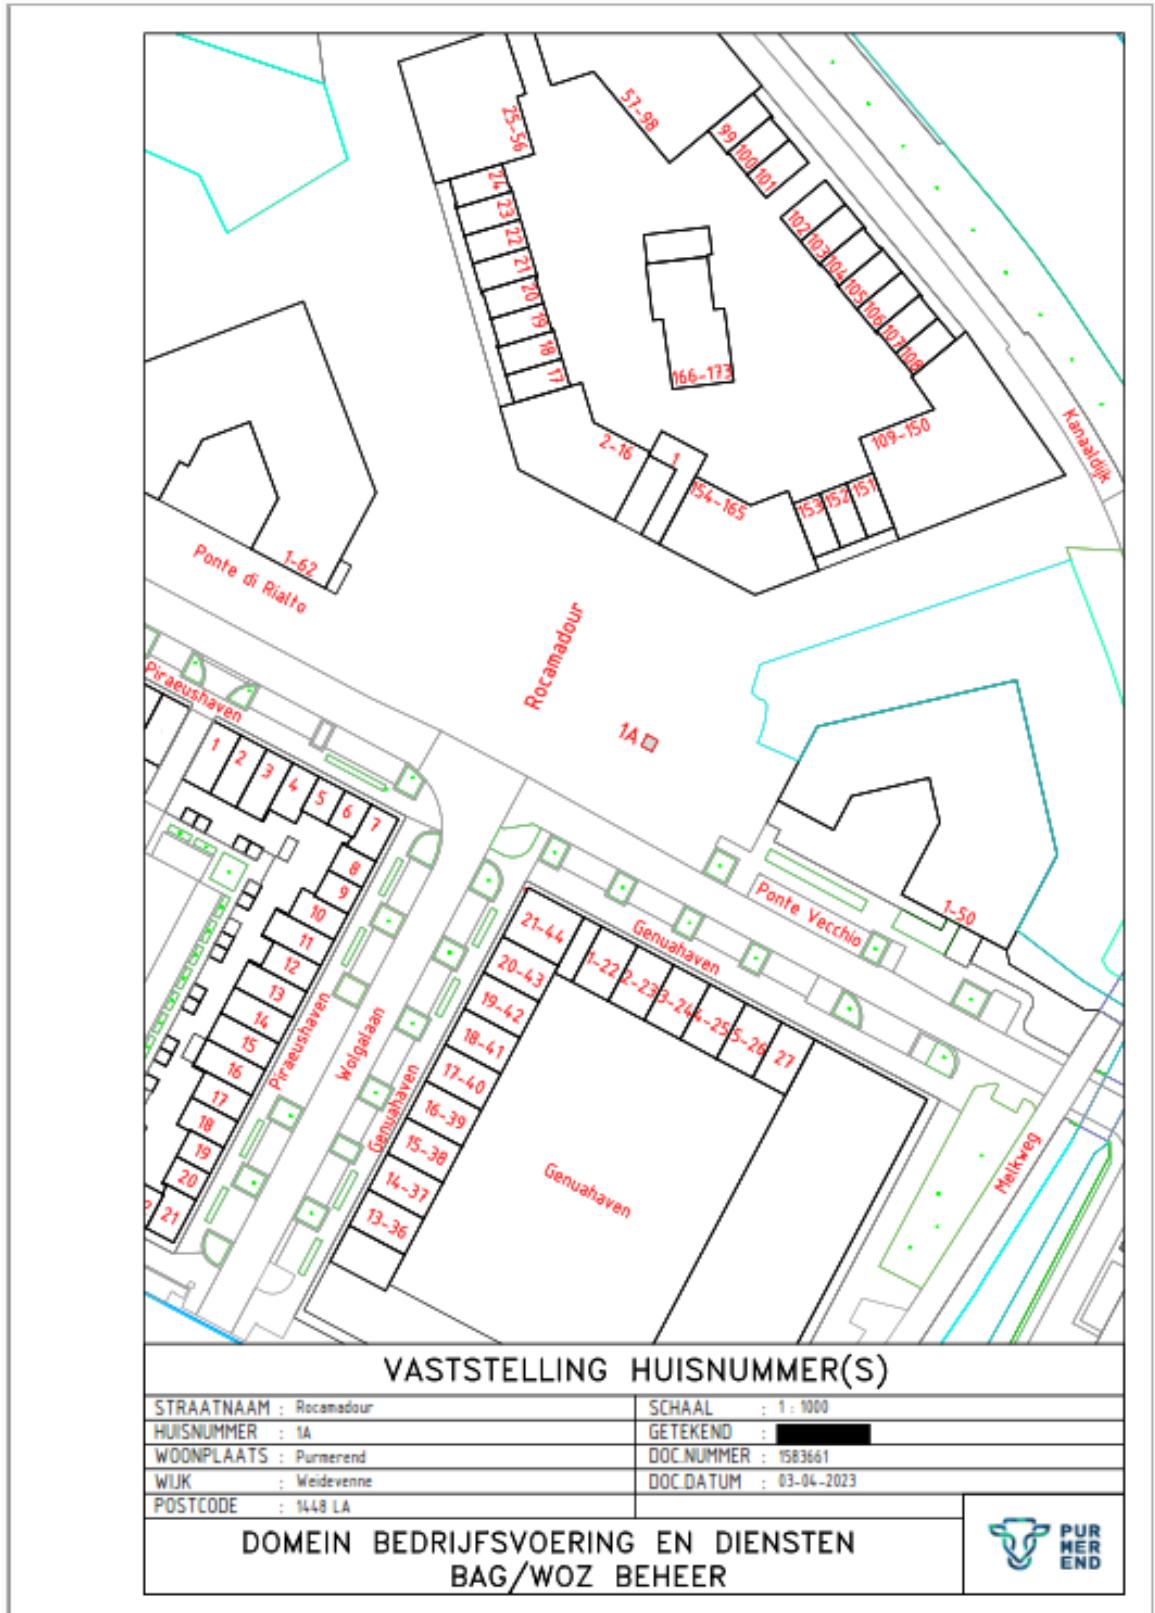 57-98
25-56
99
100
101
24
23
22
21
20
19
18
17
102
103
104
105
106
107
108
166-173
2-16
1
154-165
109-150
153
152
151
Kanaaldijk
1-62
Ponte di Rialto
Rocamadour
1A
Piraeushaven
1
2
3
4
5
6
7
8
9
10
11
12
13
14
15
16
17
18
19
20
21
Piraeushaven
Wolgalaan
Genuahaven
21-44
20-43
19-42
18-41
17-40
16-39
15-38
14-37
13-36
1-22
2-23
3-24
4-25
5-26
27
Genuahaven
Genuahaven
Ponte Vecchio
1-50
Melkweg
VASTSTELLING HUISNUMMER(S)
STRAATNAAM : Rocamadour
SCHAAL : 1 : 1000
HUISNUMMER : 1A
GETEKEND :
WOONPLAATS : Purmerend
DOC.NUMMER : 1583661
WIJK : Weidevenne
DOC.DATUM : 03-04-2023
POSTCODE : 1448 LA
DOMEIN BEDRIJFSVOERING EN DIENSTEN
BAG/WOZ BEHEER
PUR
MER
END